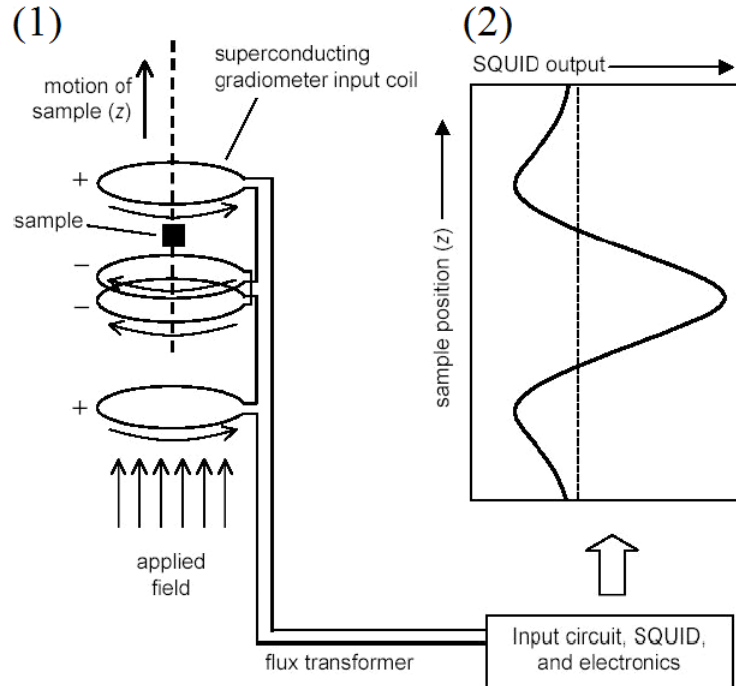 (1)
superconducting
gradiometer input coil
motion of
sample (z)
+
sample
−
−
+
applied
field
flux transformer
(2)
SQUID output
sample position (z)
Input circuit, SQUID,
and electronics